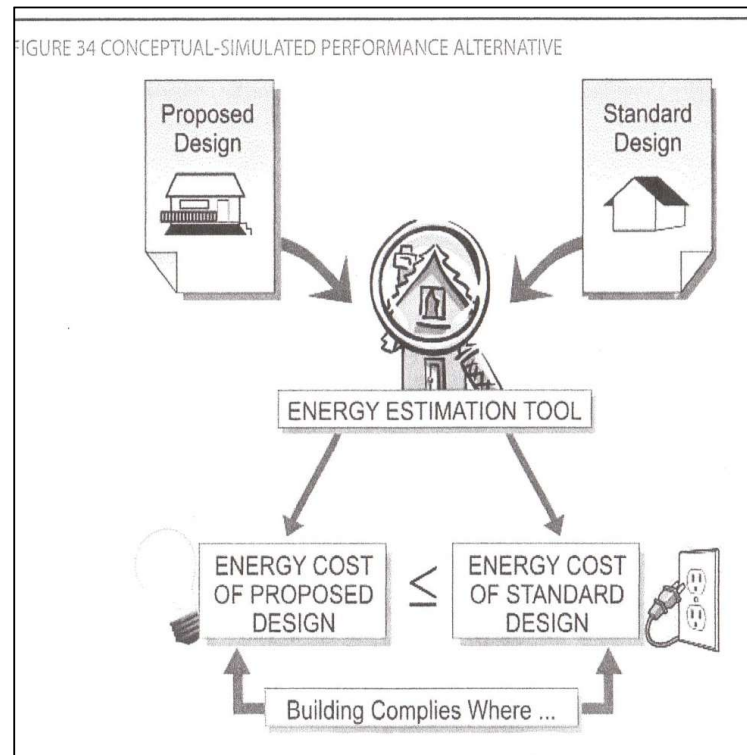 FIGURE 34 CONCEPTUAL-SIMULATED PERFORMANCE ALTERNATIVE
Proposed
Design
Standard
Design
ENERGY ESTIMATION TOOL
ENERGY COST
OF PROPOSED
DESIGN
≤
ENERGY COST
OF STANDARD
DESIGN
Building Complies Where ...